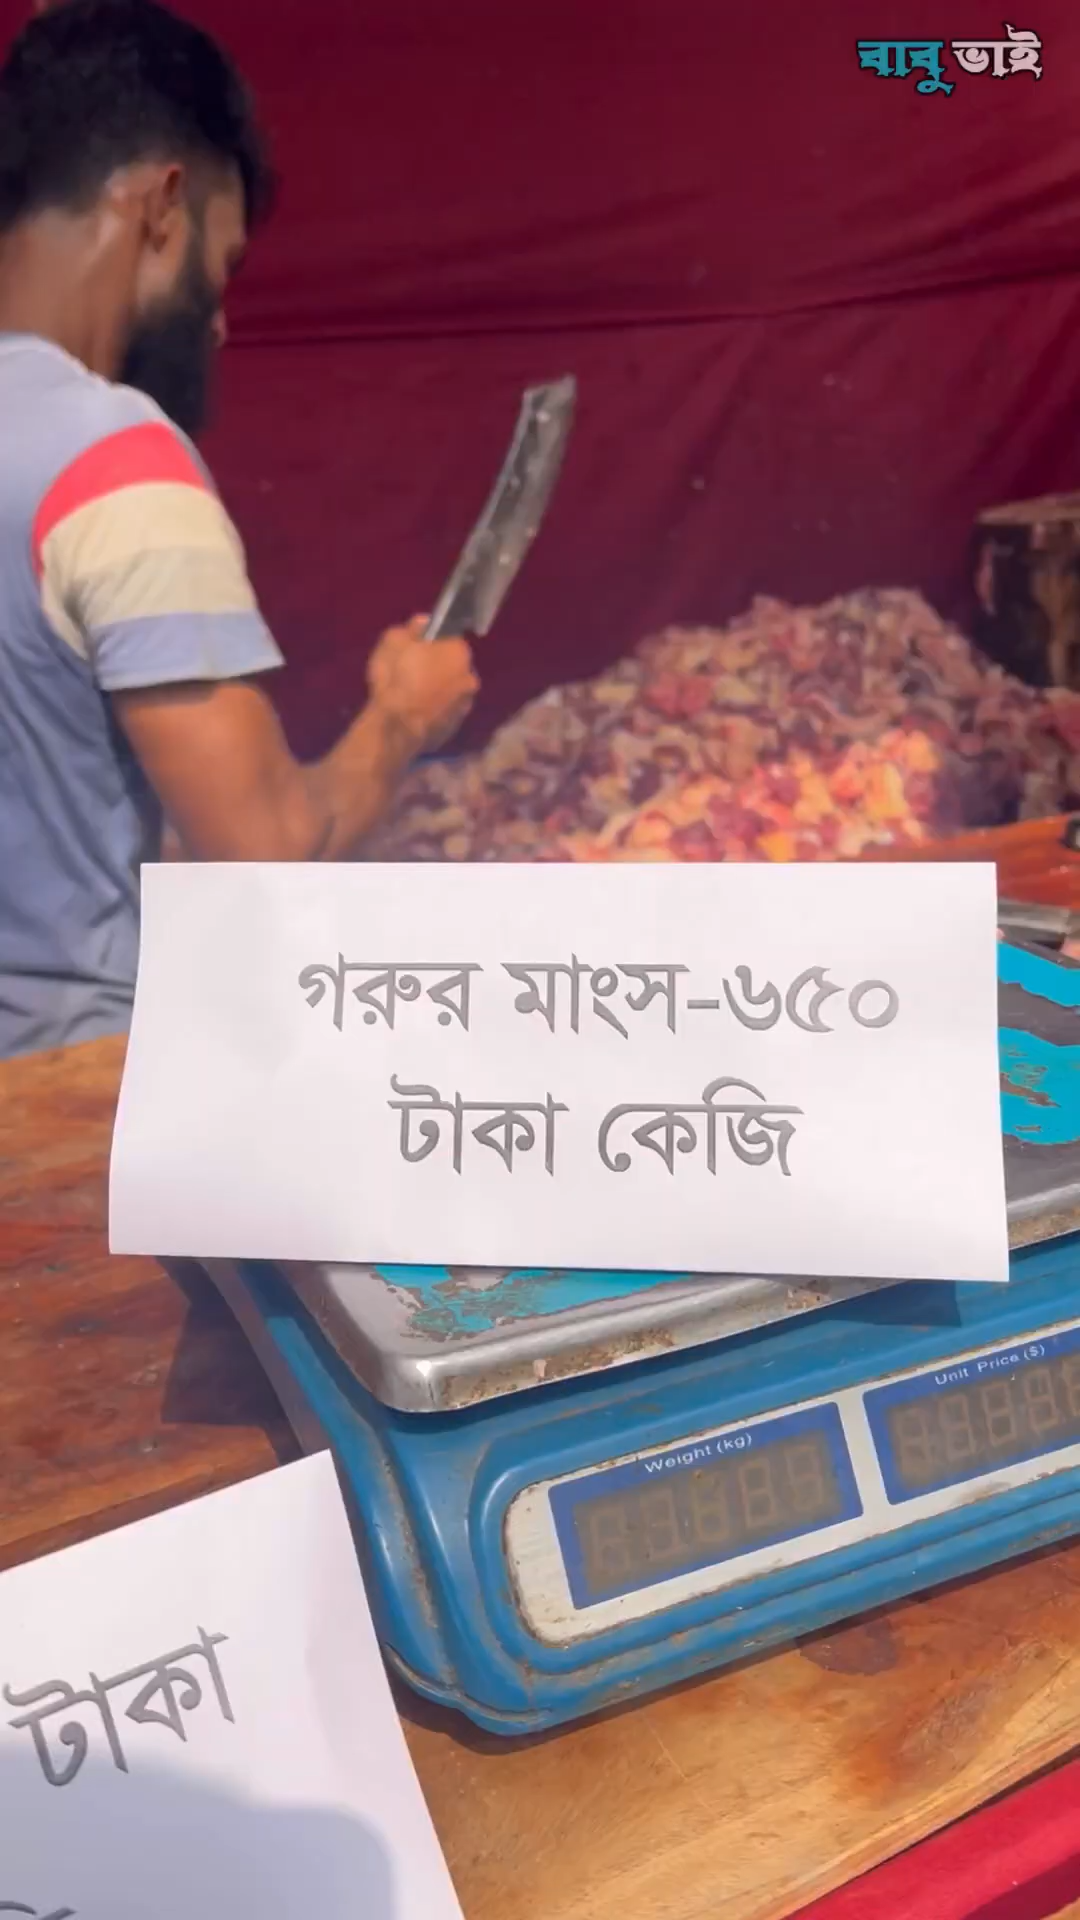 বাবু ভাই
গরুর মাংস-৬৫০
টাকা কেজি
Weight (kg)
Unit Price ($)
টাকা